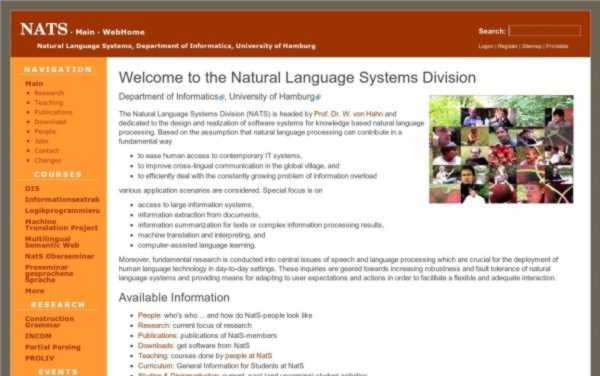 NATS - Main - WebHome
Search:
Natural Language Systems, Department of Informatica, University of Hamburg
Logon | Register | Sitemap | Printable
NAVIGATION
Main
Research
Teaching
Publications
Download
People
Jobs
Contact
Changes
COURSES
DIS
Informationsextrak
Logikprogrammieru
Machine
Translation Project
Multilingual
Semantic Web
NatS Oberseminar
Proseminar
gesprochene
Sprache
More
RESEARCH
Construction
Grammar
INCOM
Partial Parsing
PROLIV
EVENTS
Welcome to the Natural Language Systems Division
Department of Informatics, University of Hamburg
The Natural Language Systems Division (NATS) is headed by Prof. Dr. W. von Hahn and
dedicated to the design and realization of software systems for knowledge based natural language
processing. Based on the assumption that natural language processing can contribute in a
fundamental way
to ease human access to contemporary IT systems,
to improve cross-lingual communication in the global village, and
to efficiently deal with the constantly growing problem of information overload
various application scenarios are considered. Special focus is on
access to large information systems,
information extraction from documents,
information summarization for texts or complex information processing results,
machine translation and interpreting, and
computer-assisted language learning.
Moreover, fundamental research is conducted into central issues of speech and language processing which are crucial for the deployment of
human language technology in day-to-day settings. These inquiries are geared towards increasing robustness and fault tolerance of natural
language systems and providing means for adapting to user expectations and actions in order to facilitate a flexible and adequate interaction.
Available Information
People: who's who ... and how do NatS-people look like
Research: current focus of research
Publications: publications of NatS-members
Downloads: get software from NatS
Teaching: courses done by people at NatS
Curriculum: General Information for Students at NatS